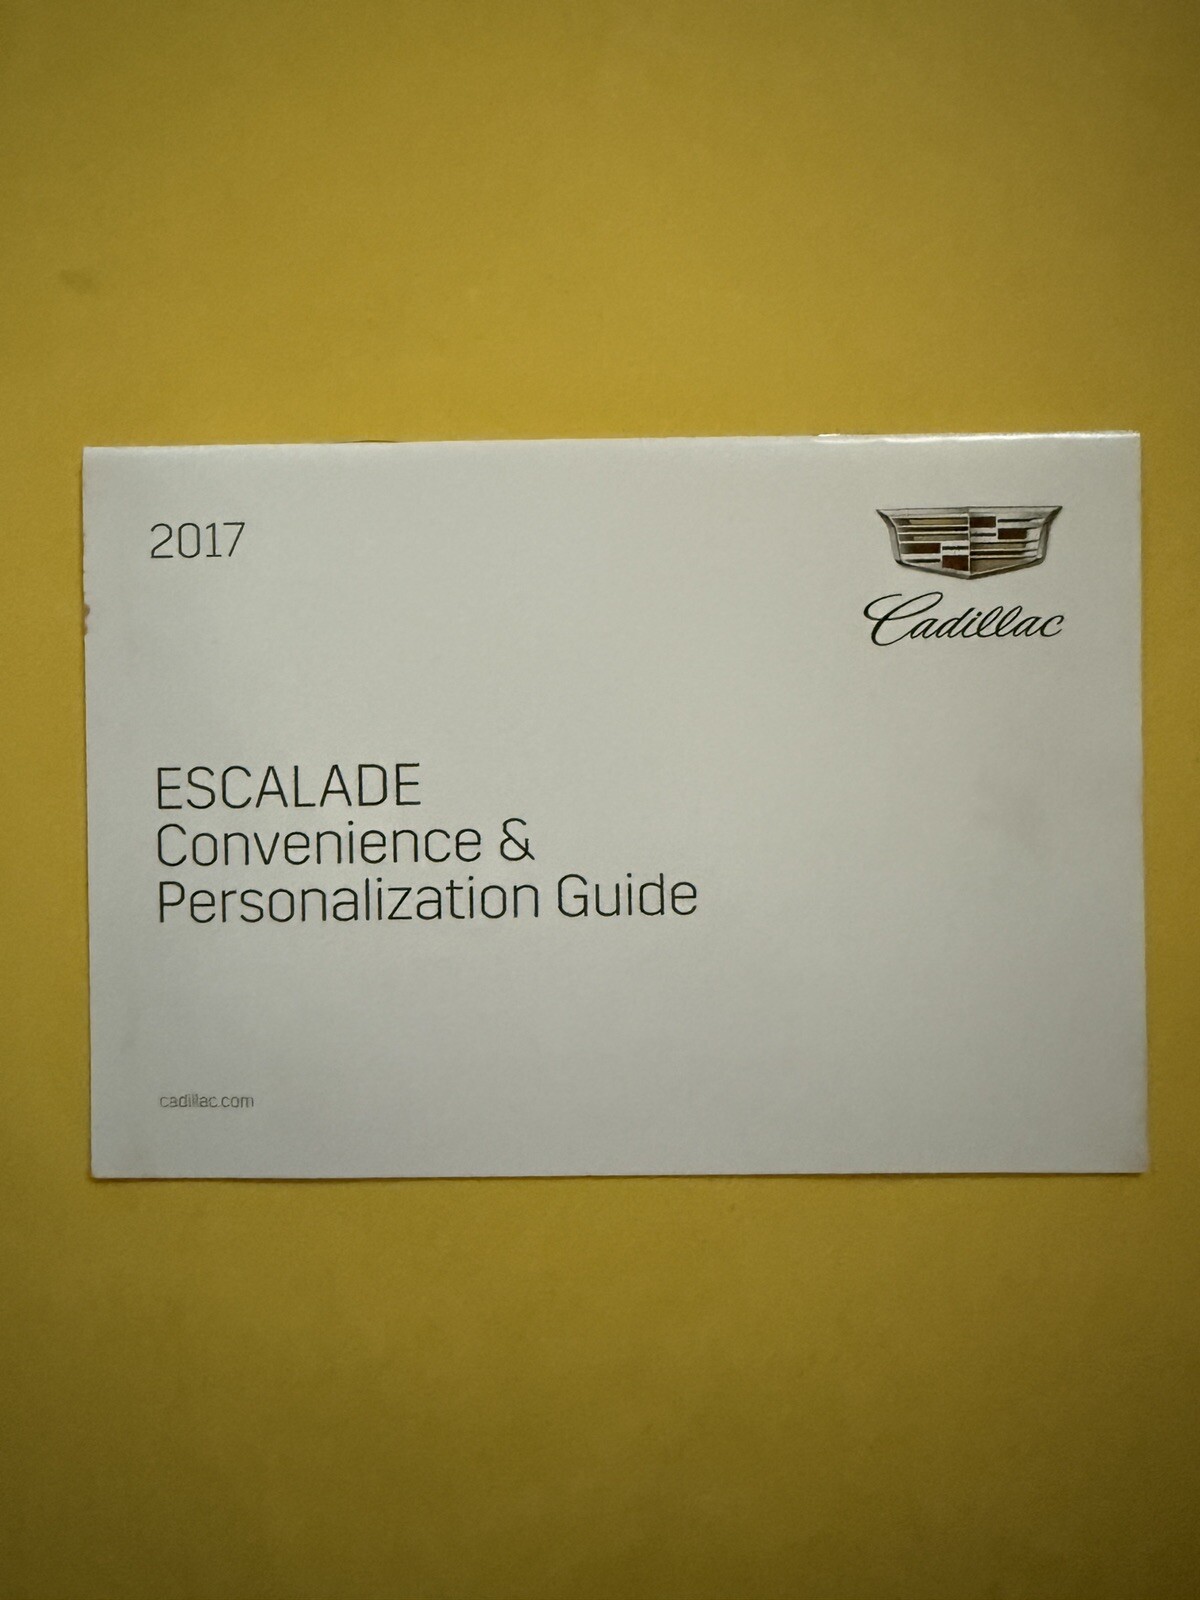 2017
Cadillac
ESCALADE
Convenience &
Personalization Guide
cadillac.com